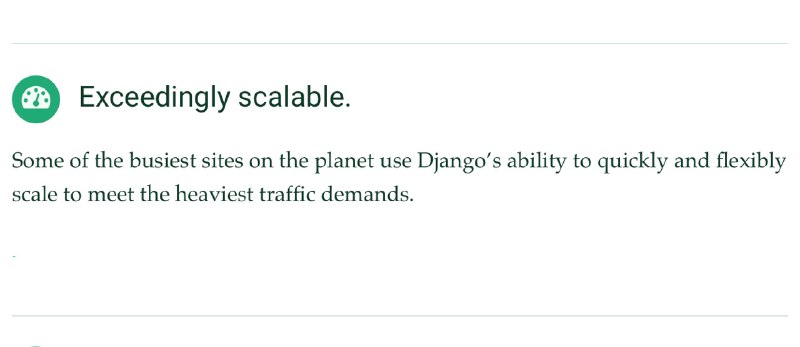 Exceedingly scalable.
Some of the busiest sites on the planet use Django’s ability to quickly and flexibly
scale to meet the heaviest traffic demands.